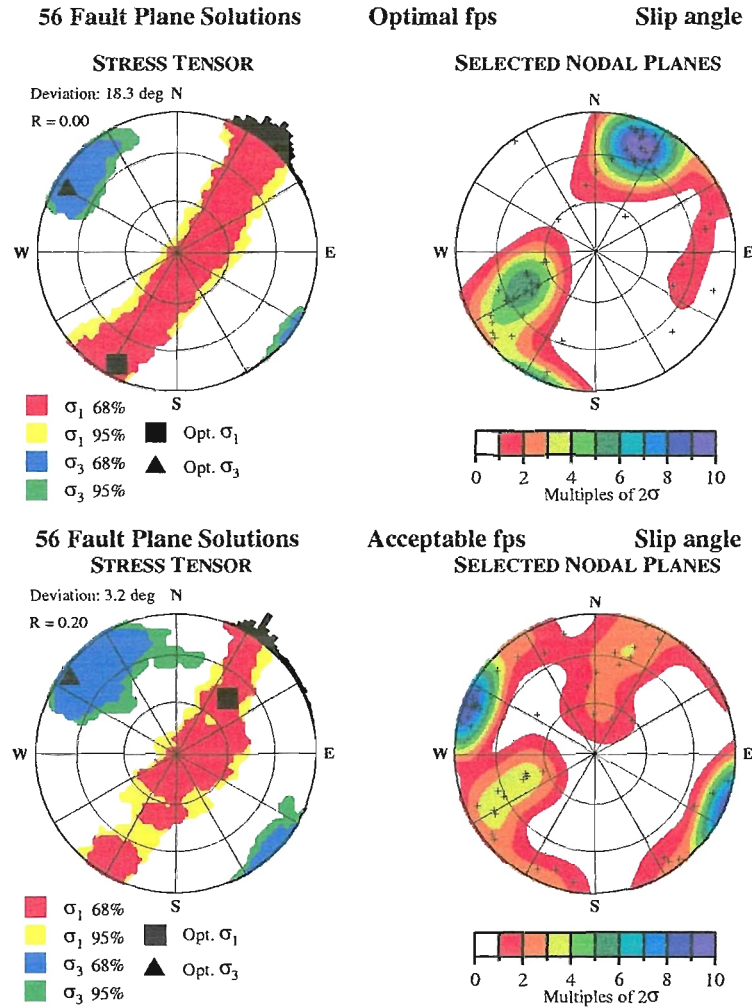 56 Fault Plane Solutions Optimal fps Slip angle
STRESS TENSOR
Deviation: 18.3 deg
R = 0.00
N
W
E
S
σ1 68%
σ1 95%
σ3 68%
σ3 95%
Opt. σ1
Opt. σ3
SELECTED NODAL PLANES
N
W
E
S
0 2 4 6 8 10
Multiples of 2σ
56 Fault Plane Solutions Acceptable fps Slip angle
STRESS TENSOR
Deviation: 3.2 deg
R = 0.20
N
W
E
S
σ1 68%
σ1 95%
σ3 68%
σ3 95%
Opt. σ1
Opt. σ3
SELECTED NODAL PLANES
N
W
E
S
0 2 4 6 8 10
Multiples of 2σ